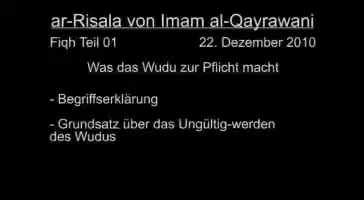 ar-Risala von Imam al-Qayrawani
Fiqh Teil 01 22. Dezember 2010
Was das Wudu zur Pflicht macht
- Begriffserklärung
- Grundsatz über das Ungültig-werden
des Wudus